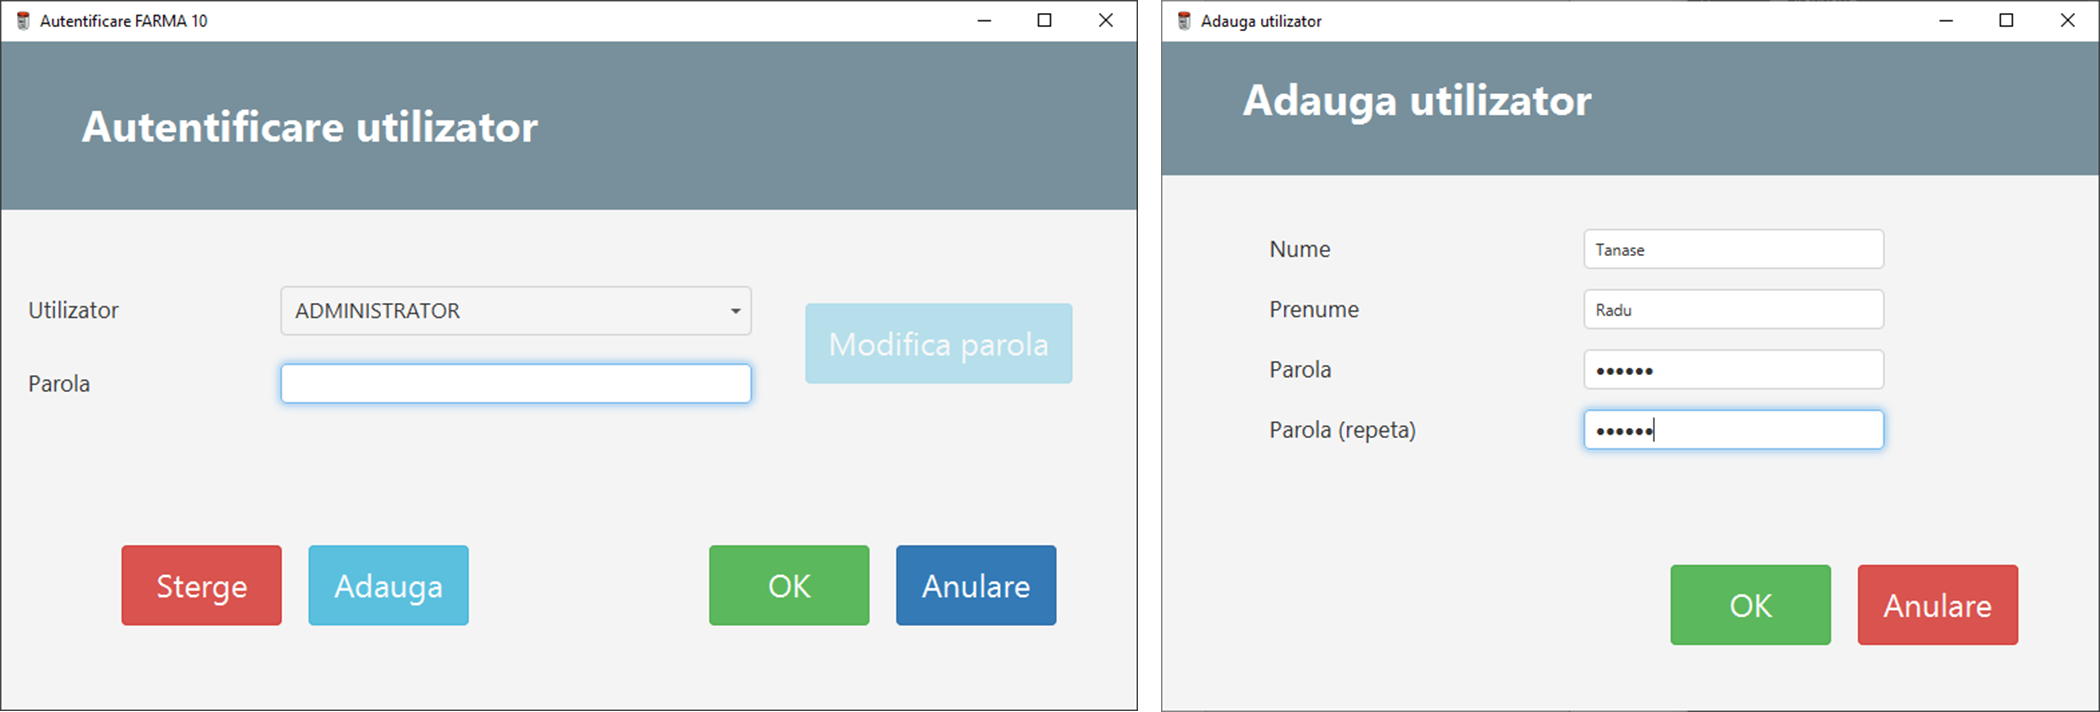 Autentificare FARMA 10
Autentificare utilizator
Utilizator
ADMINISTRATOR
Modifica parola
Parola
Sterge
Adauga
OK
Anulare
Adauga utilizator
Adauga utilizator
Nume
Tanase
Prenume
Radu
Parola
••••••
Parola (repeta)
••••••
OK
Anulare